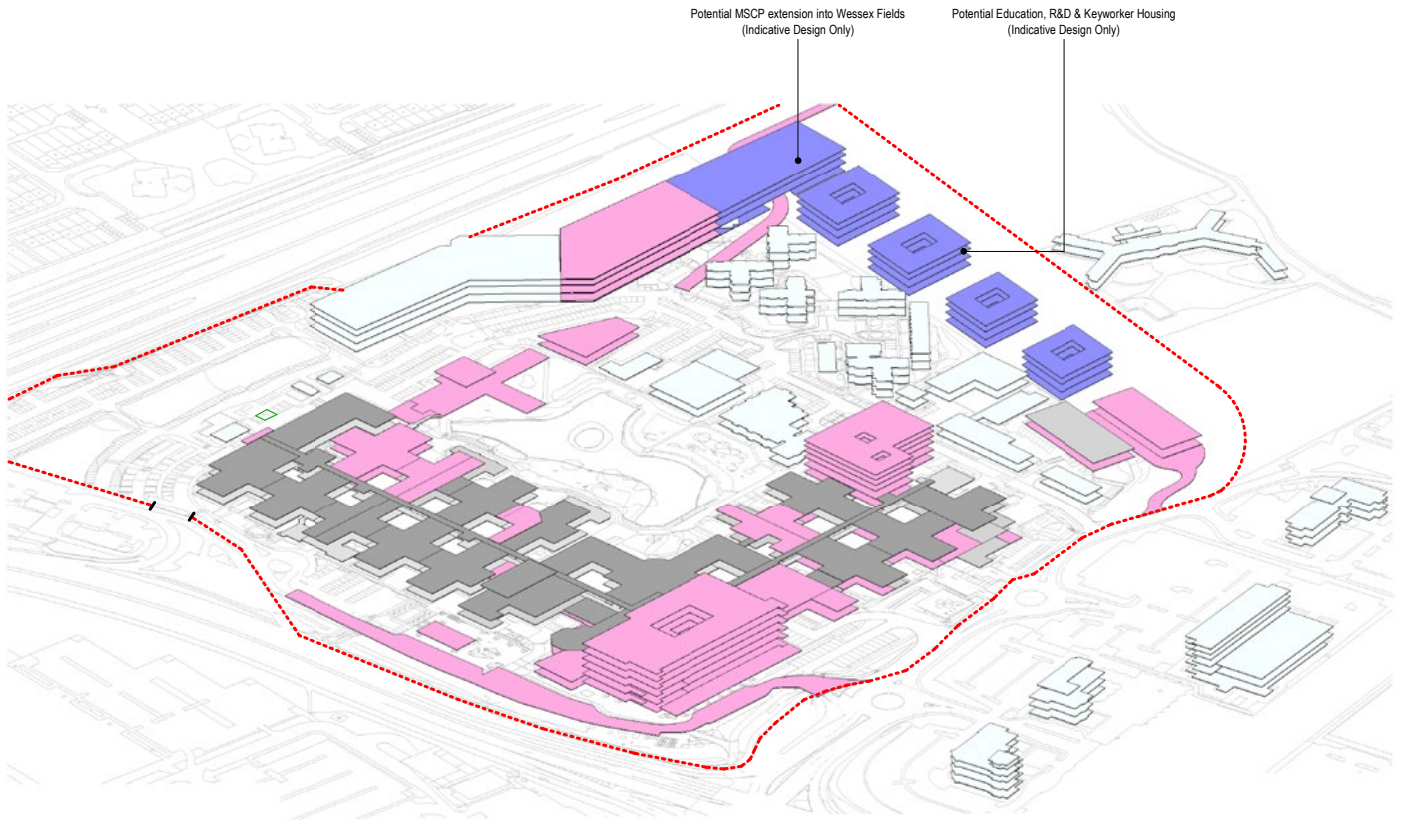 Potential MSCP extension into Wessex Fields
(Indicative Design Only)
Potential Education, R&D & Keyworker Housing
(Indicative Design Only)